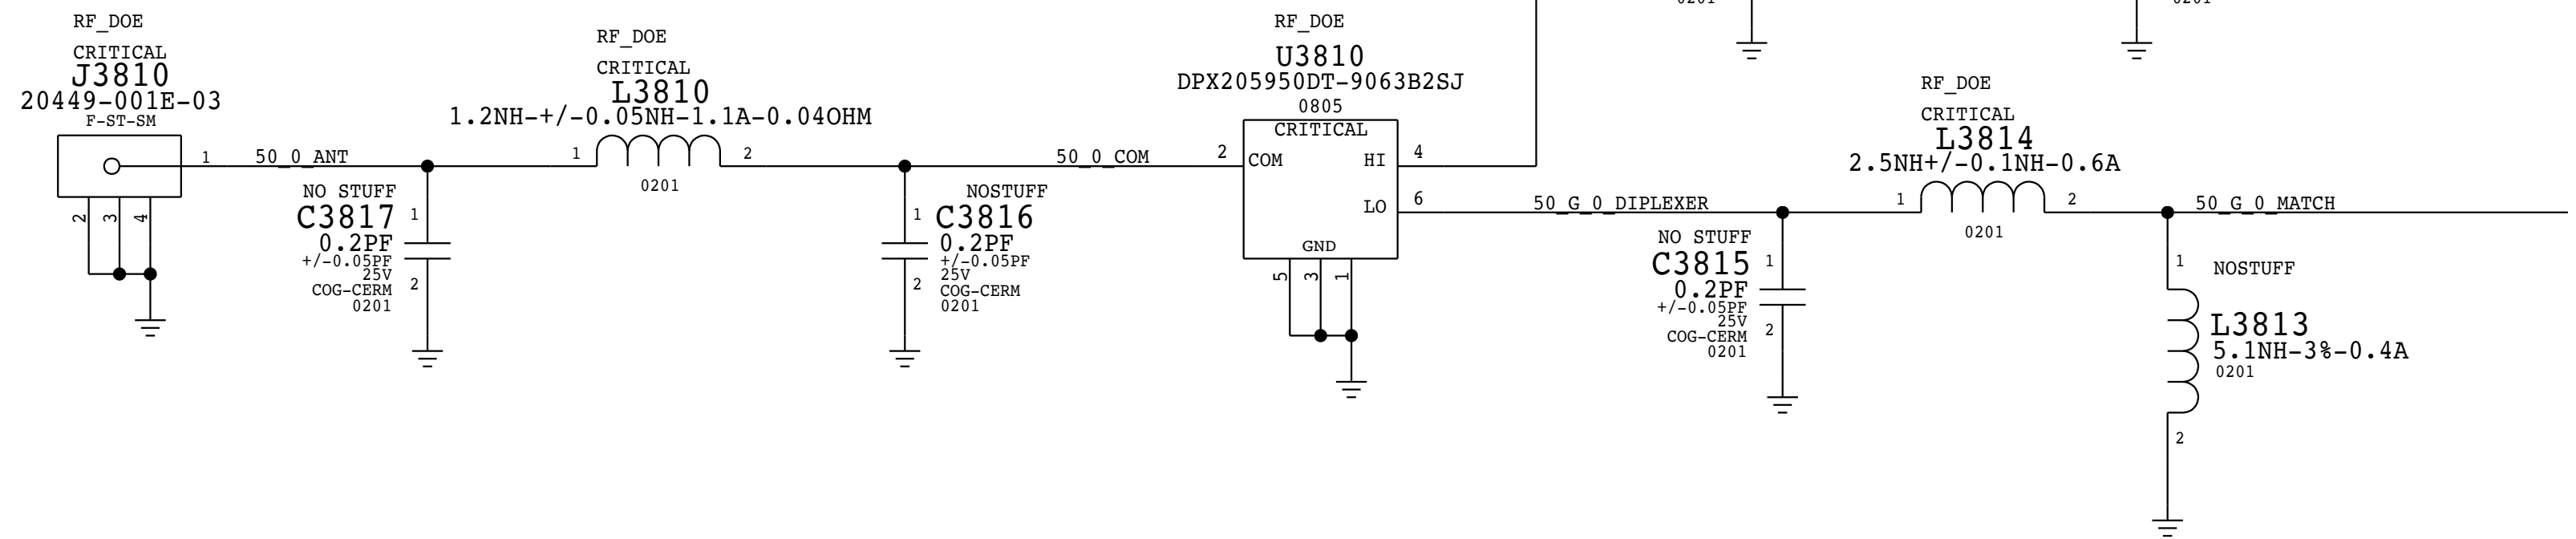 RF_DOE
CRITICAL
J3810
20449-001E-03
F-ST-SM
1
50_0_ANT
2
3
4
NO STUFF
C3817
0.2PF
+/-0.05PF
25V
COG-CERM
0201
1
2
RF_DOE
CRITICAL
L3810
1.2NH-+/-0.05NH-1.1A-0.04OHM
1
2
0201
NOSTUFF
1
C3816
0.2PF
+/-0.05PF
25V
2
COG-CERM
0201
50_0_COM
RF_DOE
U3810
DPX205950DT-9063B2SJ
0805
CRITICAL
2
COM
HI
4
LO
6
GND
5
3
1
50_G_0_DIPLEXER
0201
0201
NO STUFF
C3815
0.2PF
+/-0.05PF
25V
COG-CERM
0201
1
2
RF_DOE
CRITICAL
L3814
2.5NH+/-0.1NH-0.6A
1
2
0201
50_G_0_MATCH
1
NOSTUFF
L3813
5.1NH-3%-0.4A
0201
2